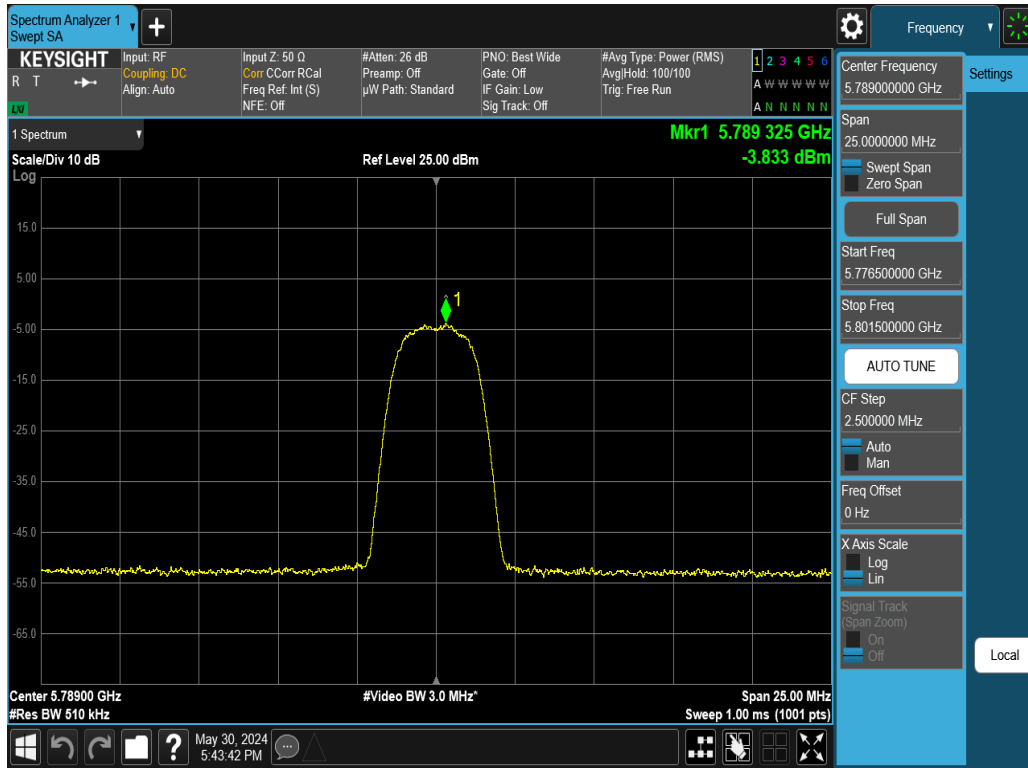 Spectrum Analyzer 1
Swept SA
+
Frequency
KEYSIGHT
R T
LXI
Input: RF
Coupling: DC
Align: Auto
Input Z: 50 Ω
Corr CCorr RCal
Freq Ref: Int (S)
NFE: Off
#Atten: 26 dB
Preamp: Off
µW Path: Standard
PNO: Best Wide
Gate: Off
IF Gain: Low
Sig Track: Off
#Avg Type: Power (RMS)
Avg|Hold: 100/100
Trig: Free Run
1 2 3 4 5 6
A W W W W W
A N N N N N
1 Spectrum
Mkr1 5.789 325 GHz
-3.833 dBm
Scale/Div 10 dB
Ref Level 25.00 dBm
Log
15.0
5.00
-5.00
-15.0
-25.0
-35.0
-45.0
-55.0
-65.0
1
Center 5.78900 GHz
#Video BW 3.0 MHz*
Span 25.00 MHz
#Res BW 510 kHz
Sweep 1.00 ms (1001 pts)
Center Frequency
5.789000000 GHz
Span
25.0000000 MHz
Swept Span
Zero Span
Full Span
Start Freq
5.776500000 GHz
Stop Freq
5.801500000 GHz
AUTO TUNE
CF Step
2.500000 MHz
Auto
Man
Freq Offset
0 Hz
X Axis Scale
Log
Lin
Signal Track
(Span Zoom)
On
Off
Settings
Local
?
May 30, 2024
5:43:42 PM